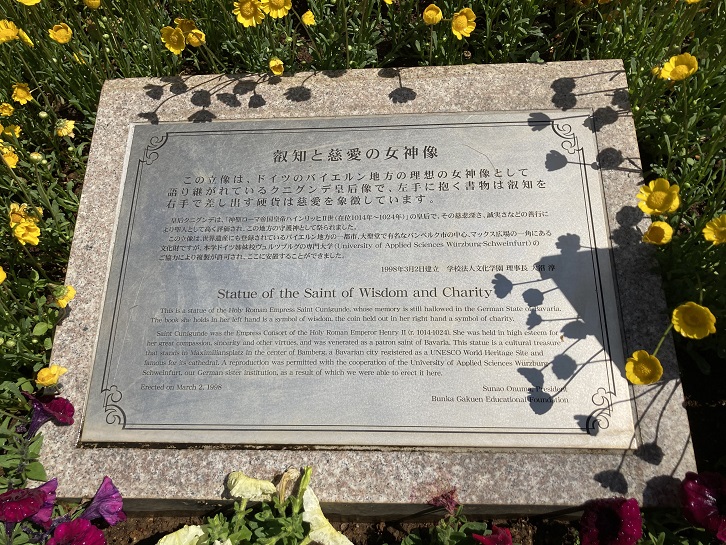 叡知と慈愛の女神像
この立像は、ドイツのバイエルン地方の理想の女神像として
語り継がれているクニグンデ皇后像で、左手に抱く書物は叡知を
右手で差し出す硬貨は慈愛を象徴しています。
皇后クニグンデは、「神聖ローマ帝国皇帝ハインリッヒⅡ世(在位1014年~1024年)」の皇后で、その慈悲深さ、誠実さなどの善行に
より聖人として高く評価され、この地方の守護神として祭られました。
この立像は、世界遺産にも登録されているバイエルン地方の一都市、大聖堂で有名なバンベルク市の中心、マックス広場の一角にある
文化財ですが、本学ドイツ姉妹校ヴュルツブルグの専門大学(University of Applied Sciences Würzburg-Schweinfurt)の
ご協力により複製が許可され、ここに安置することができました。
1998年3月2日建立 学校法人文化学園 理事長 大沼 淳
Statue of the Saint of Wisdom and Charity
This is a statue of the Holy Roman Empress Saint Cunigunde, whose memory is still hallowed in the German State of Bavaria.
The book she holds in her left hand is a symbol of wisdom, the coin held out in her right hand a symbol of charity.
Saint Cunigunde was the Empress Consort of the Holy Roman Emperor Henry II (r. 1014-1024). She was held in high esteem for
her great compassion, sincerity and other virtues, and was venerated as a patron saint of Bavaria. This statue is a cultural treasure
that stands in Maximiliansplatz in the center of Bamberg, a Bavarian city registered as a UNESCO World Heritage Site and
famous for its cathedral. A reproduction was permitted with the cooperation of the University of Applied Sciences Würzburg-
Schweinfurt, our German sister institution, as a result of which we were able to erect it here.
Erected on March 2, 1998
Sunao Onuma, President
Bunka Gakuen Educational Foundation